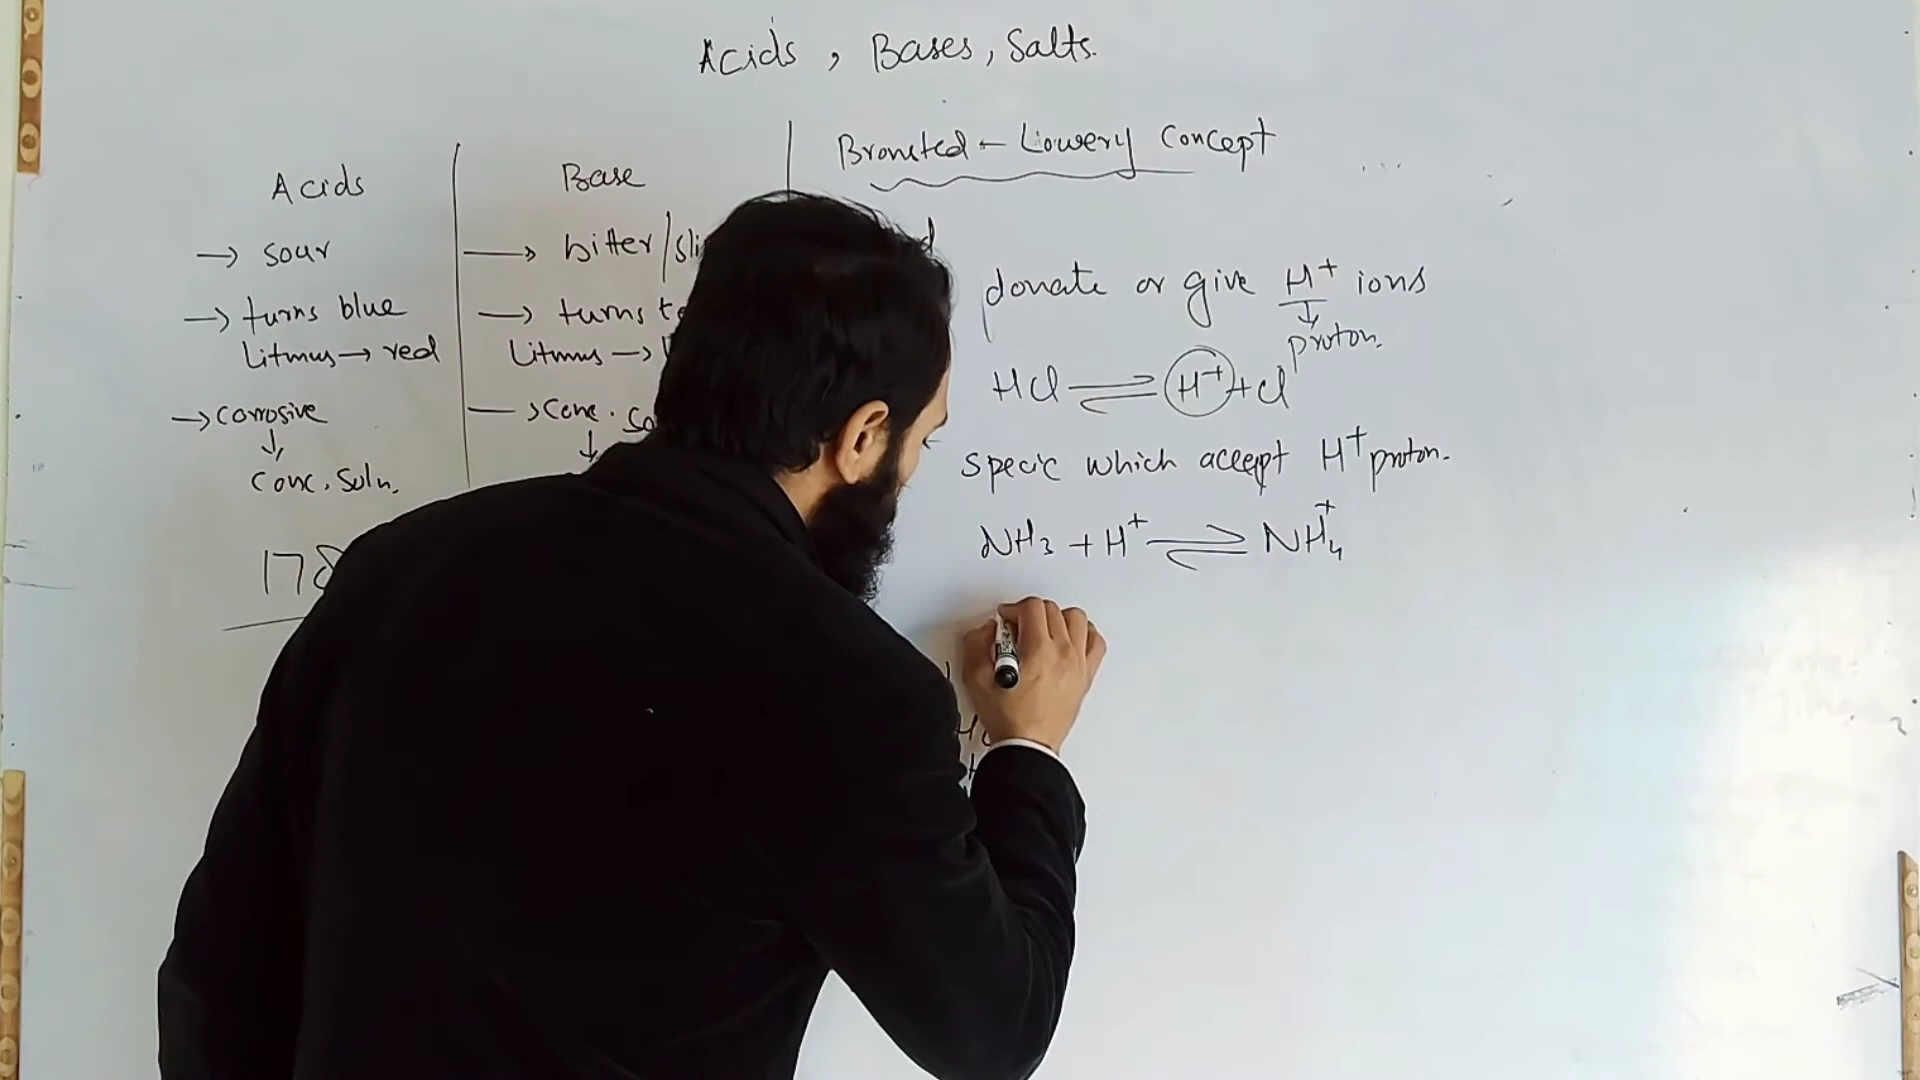 Acids, Bases, Salts.
Acids
→ sour
→ turns blue
Litmus → red
→ Corrosive
↓
Conc. Soln.
Base
→ bitter/
→ turns
Litmus →
→ Conc.
↓
Bronsted - Lowery Concept
donate or give H⁺ ions
↓
proton.
HCl ⇌ H⁺ + Cl
specie which accept H⁺ proton.
NH₃ + H⁺ ⇌ NH₄⁺